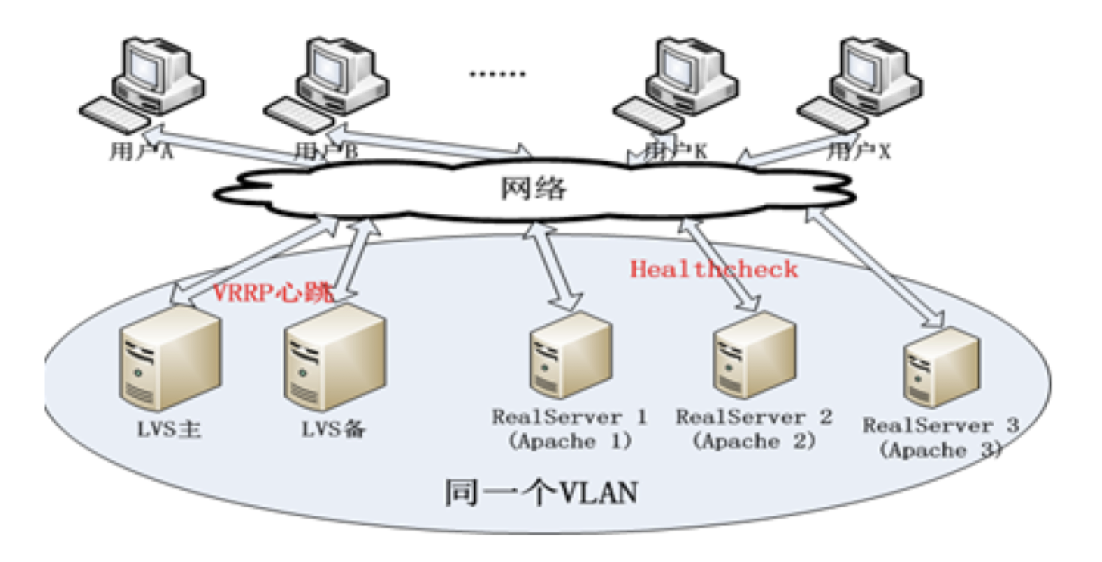 ······
用户A
用户B
用户K
用户X
网络
Healthcheck
VRRP心跳
LVS主
LVS备
RealServer 1
(Apache 1)
RealServer 2
(Apache 2)
RealServer 3
(Apache 3)
同一个VLAN